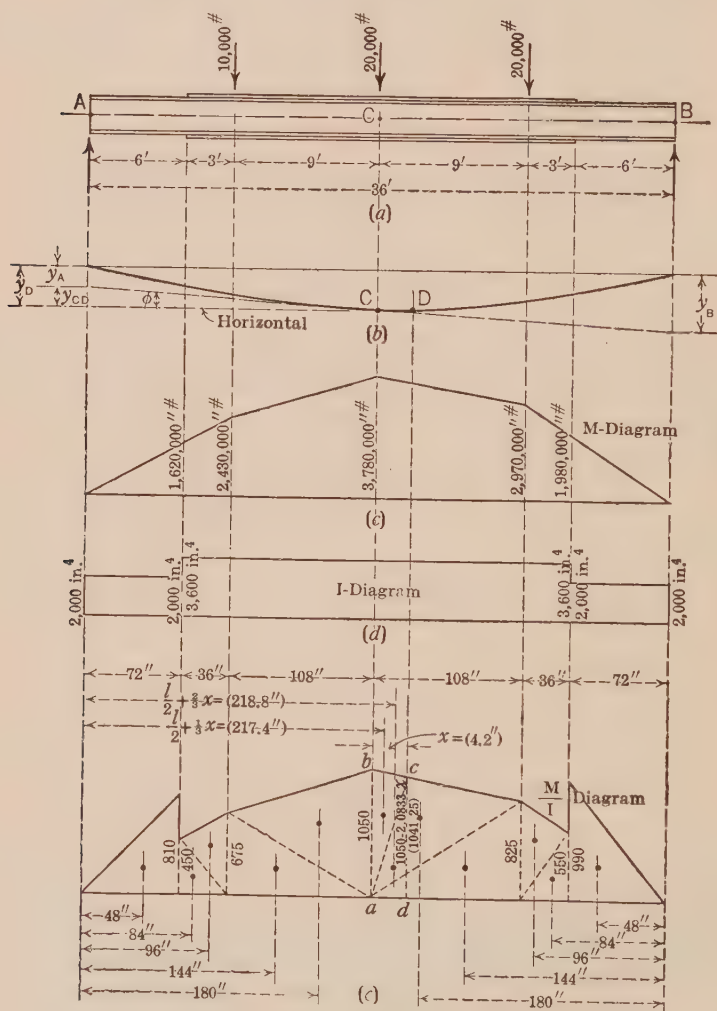 10,000#
20,000#
20,000#
A
C
B
6′
3′
9′
9′
3′
6′
36′
(a)
yD
yA
yCD
ϕ
C
D
yB
Horizontal
(b)
1,620,000″#
2,430,000″#
3,780,000″#
2,970,000″#
1,980,000″#
M-Diagram
(c)
2,000 in.⁴
2,000 in.⁴
3,600 in.⁴
I-Diagram
3,600 in.⁴
2,000 in.⁴
2,000 in.⁴
(d)
72″
36″
108″
108″
36″
72″
l/2 + ⅔ x = (218.8″)
l/2 + ⅓ x = (217.4″)
x = (4.2″)
b
c
M/I Diagram
810
450
675
1050
1050-2.0833 x
(1041.25)
825
550
990
a
d
48″
48″
84″
84″
96″
96″
144″
144″
180″
180″
(c)